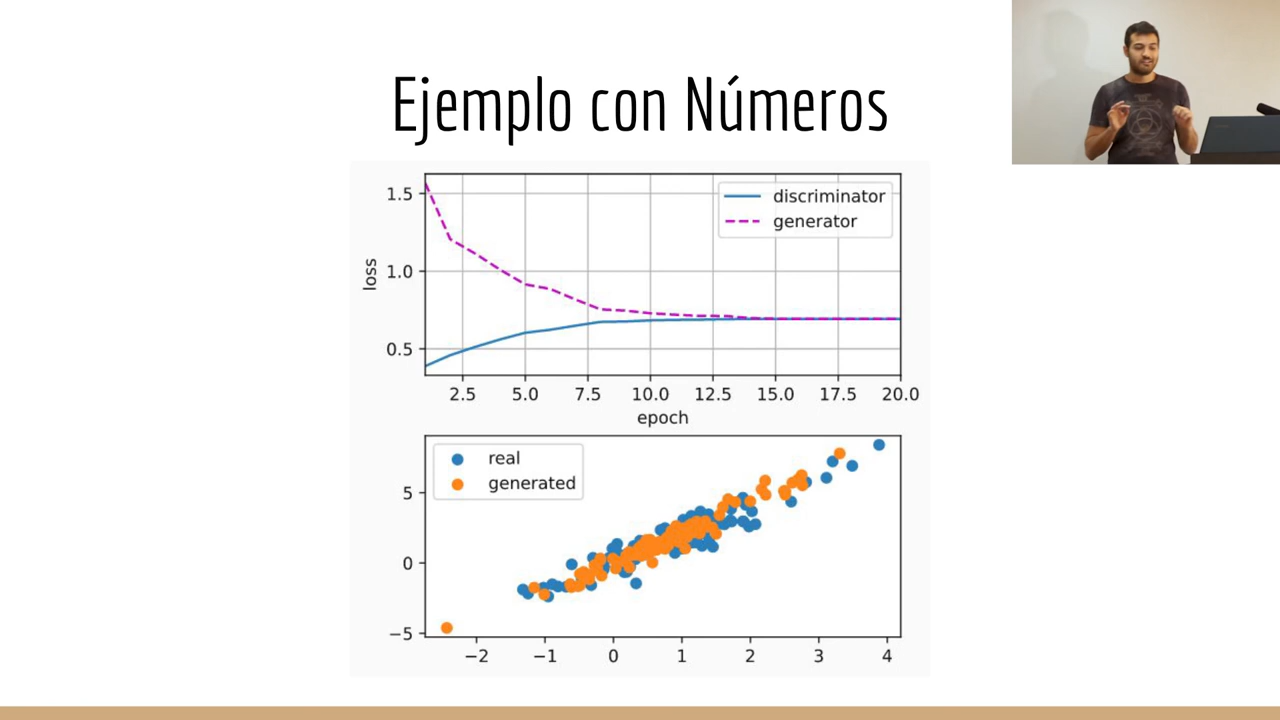 Ejemplo con Números
1.5
1.0
0.5
loss
discriminator
generator
2.5 5.0 7.5 10.0 12.5 15.0 17.5 20.0
epoch
real
generated
5
0
−5
−2 −1 0 1 2 3 4